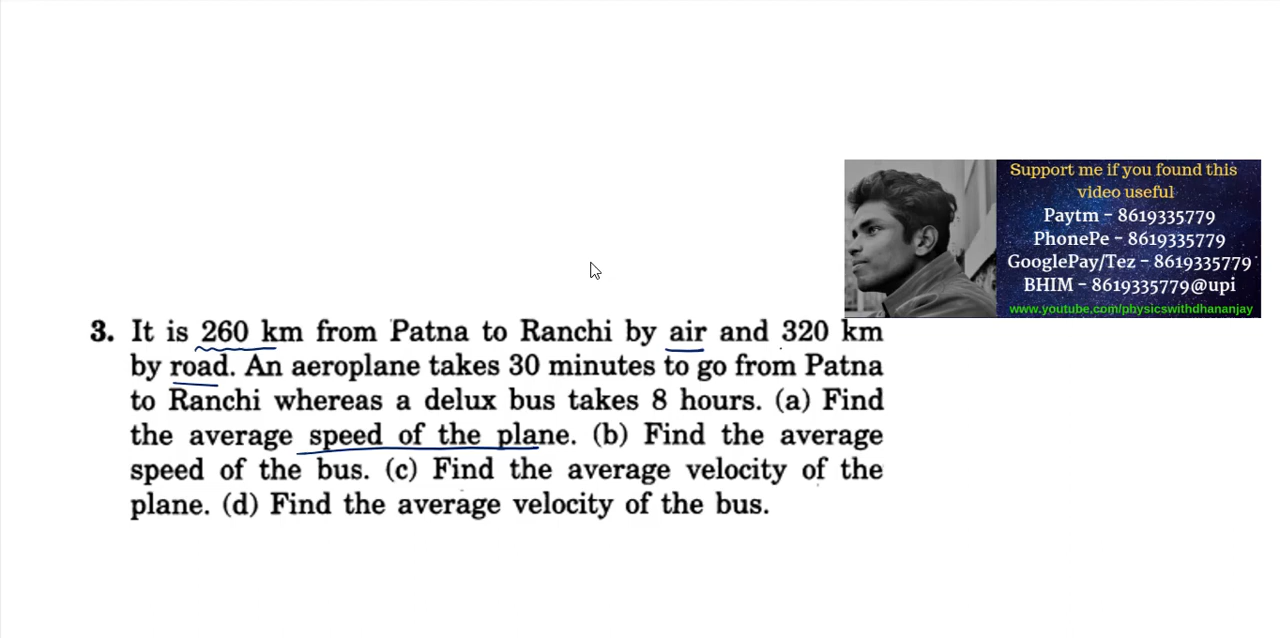 Support me if you found this
video useful
Paytm - 8619335779
PhonePe - 8619335779
GooglePay/Tez - 8619335779
BHIM - 8619335779@upi
www.youtube.com/physicswithdhananjay
3. It is 260 km from Patna to Ranchi by air and 320 km
by road. An aeroplane takes 30 minutes to go from Patna
to Ranchi whereas a delux bus takes 8 hours. (a) Find
the average speed of the plane. (b) Find the average
speed of the bus. (c) Find the average velocity of the
plane. (d) Find the average velocity of the bus.